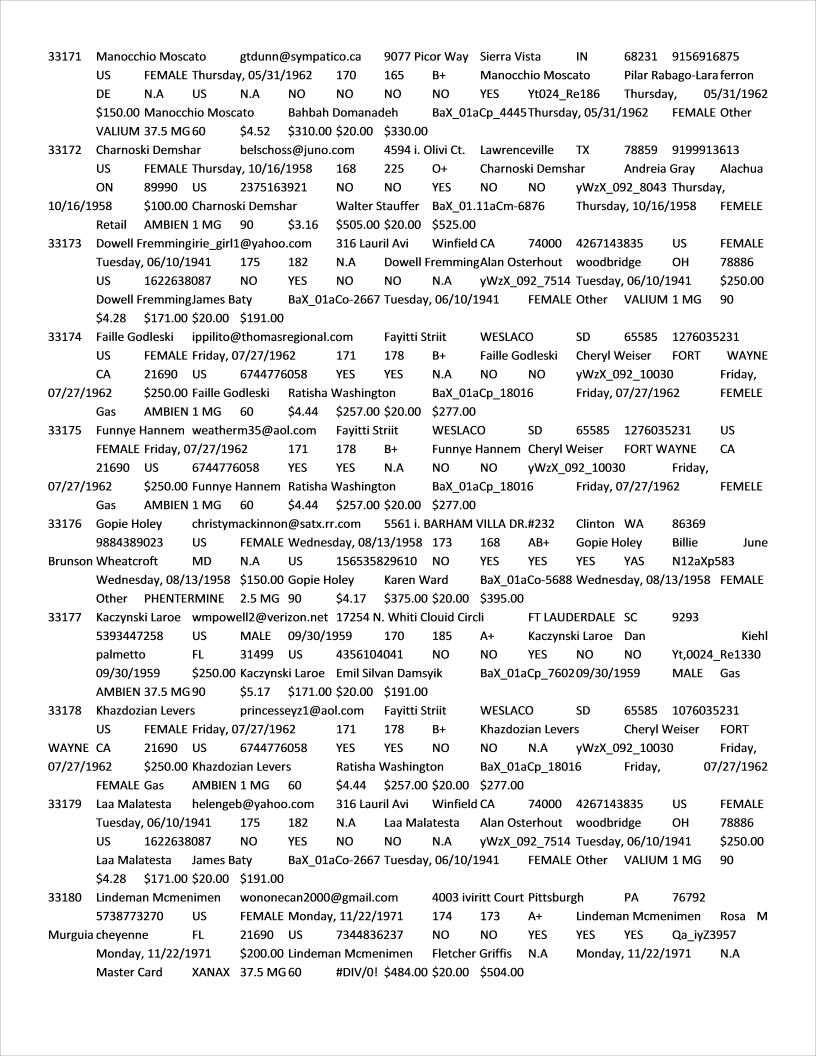 33171 Manocchio Moscato gtdunn@sympatico.ca 9077 Picor Way Sierra Vista IN 68231 9156916875
US FEMALE Thursday, 05/31/1962 170 165 B+ Manocchio Moscato Pilar Rabago-Lara ferron
DE N.A US N.A NO NO NO NO YES Yt024_Re186 Thursday, 05/31/1962
$150.00 Manocchio Moscato Bahbah Domanadeh BaX_01aCp_4445 Thursday, 05/31/1962 FEMALE Other
VALIUM 37.5 MG 60 $4.52 $310.00 $20.00 $330.00
33172 Charnoski Demshar belschoss@juno.com 4594 i. Olivi Ct. Lawrenceville TX 78859 9199913613
US FEMALE Thursday, 10/16/1958 168 225 O+ Charnoski Demshar Andreia Gray Alachua
ON 89990 US 2375163921 NO NO YES NO NO yWzX_092_8043 Thursday,
10/16/1958 $100.00 Charnoski Demshar Walter Stauffer BaX_01.11aCm-6876 Thursday, 10/16/1958 FEMELE
Retail AMBIEN 1 MG 90 $3.16 $505.00 $20.00 $525.00
33173 Dowell Fremming irie_girl1@yahoo.com 316 Lauril Avi Winfield CA 74000 4267143835 US FEMALE
Tuesday, 06/10/1941 175 182 N.A Dowell Fremming Alan Osterhout woodbridge OH 78886
US 1622638087 NO YES NO NO N.A yWzX_092_7514 Tuesday, 06/10/1941 $250.00
Dowell Fremming James Baty BaX_01aCo-2667 Tuesday, 06/10/1941 FEMALE Other VALIUM 1 MG 90
$4.28 $171.00 $20.00 $191.00
33174 Faille Godleski ippilito@thomasregional.com Fayitti Striit WESLACO SD 65585 1276035231
US FEMALE Friday, 07/27/1962 171 178 B+ Faille Godleski Cheryl Weiser FORT WAYNE
CA 21690 US 6744776058 YES YES N.A NO NO yWzX_092_10030 Friday,
07/27/1962 $250.00 Faille Godleski Ratisha Washington BaX_01aCp_18016 Friday, 07/27/1962 FEMELE
Gas AMBIEN 1 MG 60 $4.44 $257.00 $20.00 $277.00
33175 Funnye Hannem weatherm35@aol.com Fayitti Striit WESLACO SD 65585 1276035231 US
FEMALE Friday, 07/27/1962 171 178 B+ Funnye Hannem Cheryl Weiser FORT WAYNE CA
21690 US 6744776058 YES YES N.A NO NO yWzX_092_10030 Friday,
07/27/1962 $250.00 Funnye Hannem Ratisha Washington BaX_01aCp_18016 Friday, 07/27/1962 FEMELE
Gas AMBIEN 1 MG 60 $4.44 $257.00 $20.00 $277.00
33176 Gopie Holey christymackinnon@satx.rr.com 5561 i. BARHAM VILLA DR.#232 Clinton WA 86369
9884389023 US FEMALE Wednesday, 08/13/1958 173 168 AB+ Gopie Holey Billie June
Brunson Wheatcroft MD N.A US 156535829610 NO YES YES YES YAS N12aXp583
Wednesday, 08/13/1958 $150.00 Gopie Holey Karen Ward BaX_01aCo-5688 Wednesday, 08/13/1958 FEMALE
Other PHENTERMINE 2.5 MG 90 $4.17 $375.00 $20.00 $395.00
33177 Kaczynski Laroe wmpowell2@verizon.net 17254 N. Whiti Clouid Circli FT LAUDERDALE SC 9293
5393447258 US MALE 09/30/1959 170 185 A+ Kaczynski Laroe Dan Kiehl
palmetto FL 31499 US 4356104041 NO NO YES NO NO Yt,0024_Re1330
09/30/1959 $250.00 Kaczynski Laroe Emil Silvan Damsyik BaX_01aCp_7602 09/30/1959 MALE Gas
AMBIEN 37.5 MG 90 $5.17 $171.00 $20.00 $191.00
33178 Khazdozian Levers princesseyz1@aol.com Fayitti Striit WESLACO SD 65585 1076035231
US FEMALE Friday, 07/27/1962 171 178 B+ Khazdozian Levers Cheryl Weiser FORT
WAYNE CA 21690 US 6744776058 YES YES NO NO N.A yWzX_092_10030 Friday,
07/27/1962 $250.00 Khazdozian Levers Ratisha Washington BaX_01aCp_18016 Friday, 07/27/1962
FEMALE Gas AMBIEN 1 MG 60 $4.44 $257.00 $20.00 $277.00
33179 Laa Malatesta helengeb@yahoo.com 316 Lauril Avi Winfield CA 74000 4267143835 US FEMALE
Tuesday, 06/10/1941 175 182 N.A Laa Malatesta Alan Osterhout woodbridge OH 78886
US 1622638087 NO YES NO NO N.A yWzX_092_7514 Tuesday, 06/10/1941 $250.00
Laa Malatesta James Baty BaX_01aCo-2667 Tuesday, 06/10/1941 FEMALE Other VALIUM 1 MG 90
$4.28 $171.00 $20.00 $191.00
33180 Lindeman Mcmenimen wononecan2000@gmail.com 4003 iviritt Court Pittsburgh PA 76792
5738773270 US FEMALE Monday, 11/22/1971 174 173 A+ Lindeman Mcmenimen Rosa M
Murguia cheyenne FL 21690 US 7344836237 NO NO YES YES YES Qa_iyZ3957
Monday, 11/22/1971 $200.00 Lindeman Mcmenimen Fletcher Griffis N.A Monday, 11/22/1971 N.A
Master Card XANAX 37.5 MG 60 #DIV/0! $484.00 $20.00 $504.00